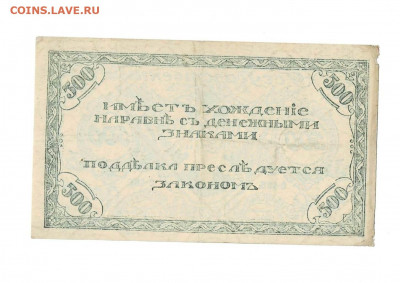 COINS.LAVE.RU
500 500
ИМѢЕТЪ ХОЖДЕНІЕ
НАРАВНѢ СЪ ДЕНЕЖНЫМИ
ЗНАКАМИ
ПОДДѢЛКА ПРЕСЛѢДУЕТСЯ
ЗАКОНОМЪ
500 500